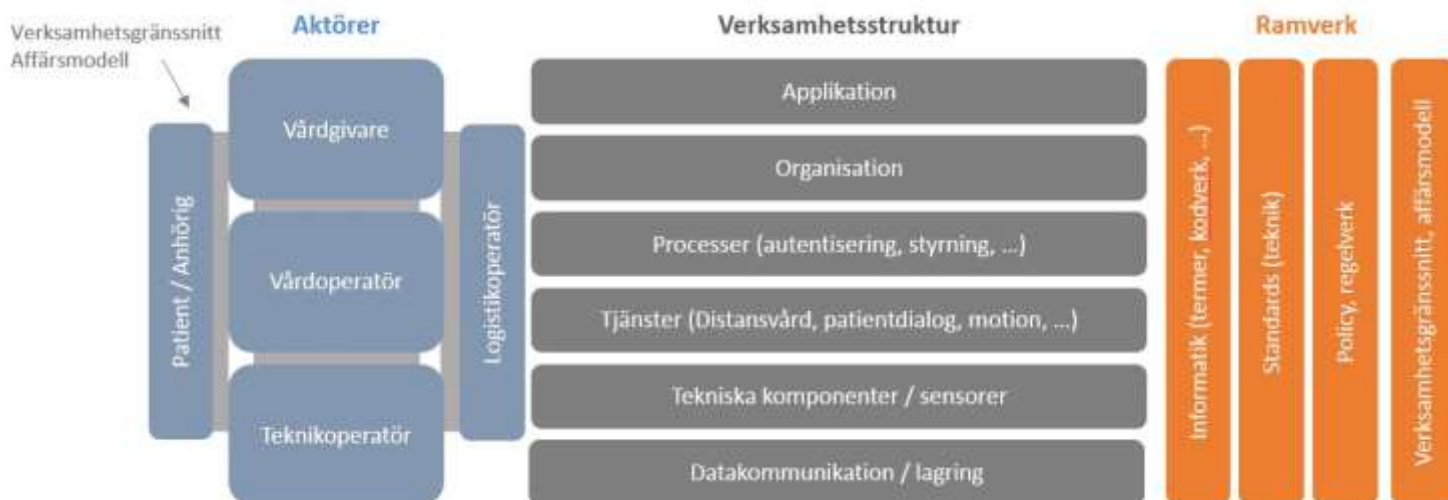 Verksamhetsgränssnitt
Affärsmodell
Aktörer
Patient / Anhörig
Vårdgivare
Vårdoperatör
Teknikoperatör
Logistikoperatör
Verksamhetsstruktur
Applikation
Organisation
Processer (autentisering, styrning, ...)
Tjänster (Distansvård, patientdialog, motion, ...)
Tekniska komponenter / sensorer
Datakommunikation / lagring
Ramverk
Informatik (termer, kodverk, ...)
Standards (teknik)
Policy, regelverk
Verksamhetsgränssnitt, affärsmodell